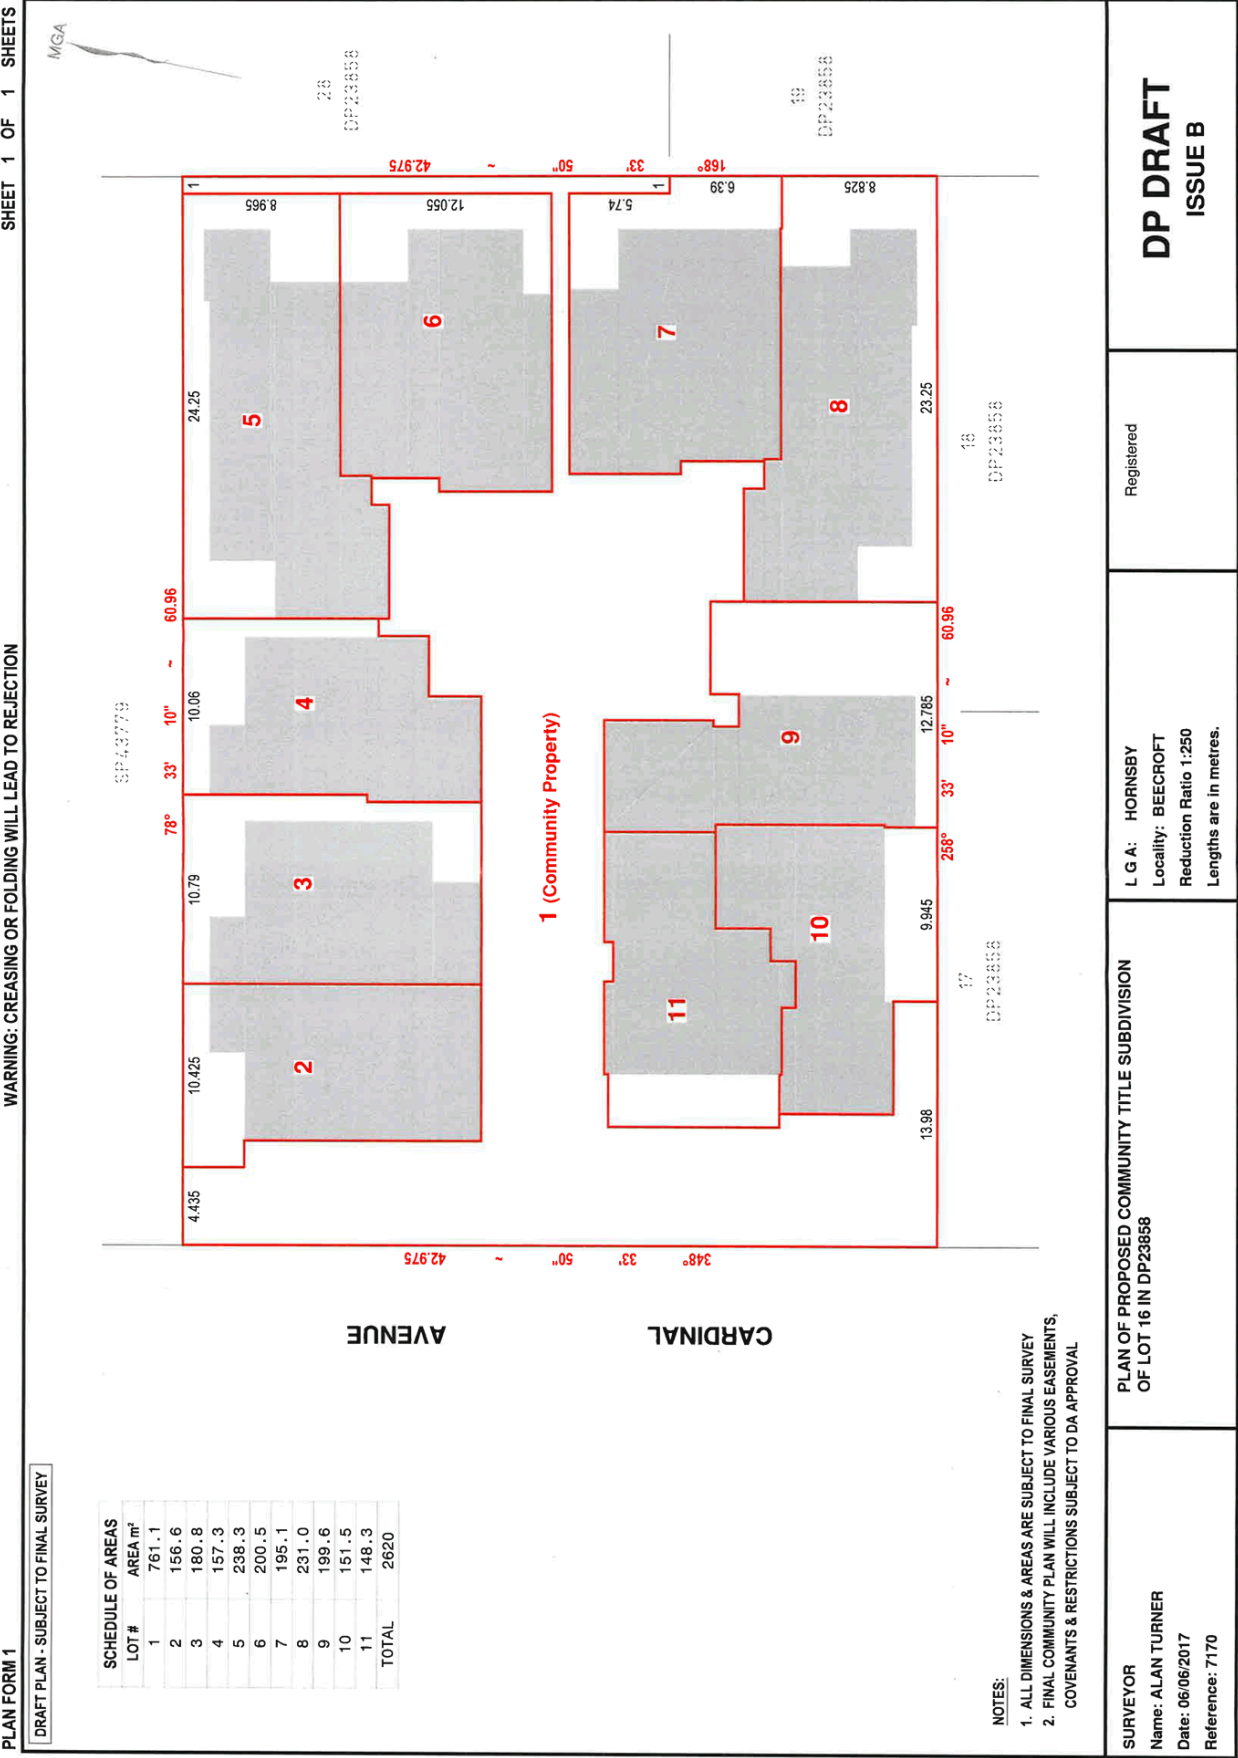 PLAN FORM 1
WARNING: CREASING OR FOLDING WILL LEAD TO REJECTION
SHEET 1 OF 1 SHEETS
DRAFT PLAN - SUBJECT TO FINAL SURVEY
MGA
SCHEDULE OF AREAS
LOT # AREA m²
1 761.1
2 156.6
3 180.8
4 157.3
5 238.3
6 200.5
7 195.1
8 231.0
9 199.6
10 151.5
11 148.3
TOTAL 2620
SP43779
78° 33' 10" ~ 60.96
4.435
10.425
10.79
10.06
24.25
1
28
DP23858
2
3
4
5
8.965
6
12.055
42.975
~
50"
33'
168°
AVENUE
42.975
~
50"
33'
348°
1 (Community Property)
5.74
1
7
6.39
19
DP23858
CARDINAL
11
10
9
8
8.825
13.98
9.945
12.785
23.25
258° 33' 10" ~ 60.96
17
DP23858
18
DP23858
NOTES:
1. ALL DIMENSIONS & AREAS ARE SUBJECT TO FINAL SURVEY
2. FINAL COMMUNITY PLAN WILL INCLUDE VARIOUS EASEMENTS,
COVENANTS & RESTRICTIONS SUBJECT TO DA APPROVAL
SURVEYOR
Name: ALAN TURNER
Date: 06/06/2017
Reference: 7170
PLAN OF PROPOSED COMMUNITY TITLE SUBDIVISION
OF LOT 16 IN DP23858
L G A: HORNSBY
Locality: BEECROFT
Reduction Ratio 1:250
Lengths are in metres.
Registered
DP DRAFT
ISSUE B